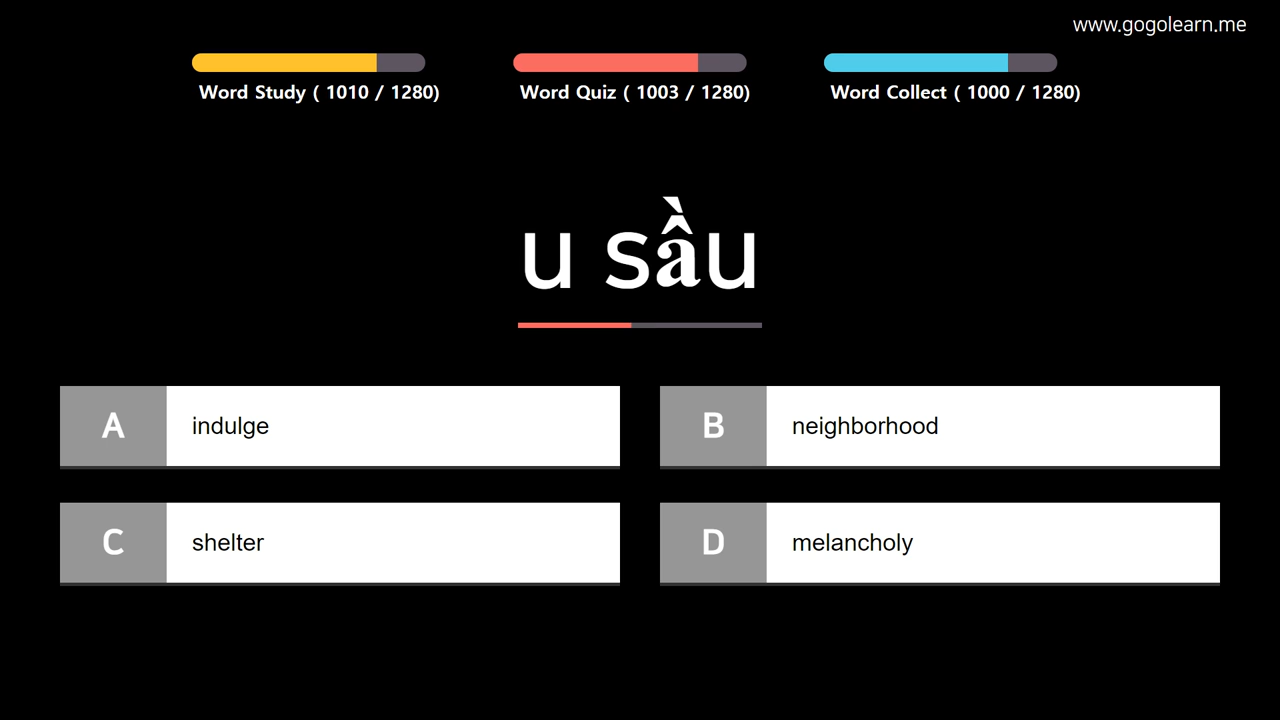 www.gogolearn.me
Word Study ( 1010 / 1280)
Word Quiz ( 1003 / 1280)
Word Collect ( 1000 / 1280)
u sầu
A indulge
B neighborhood
C shelter
D melancholy